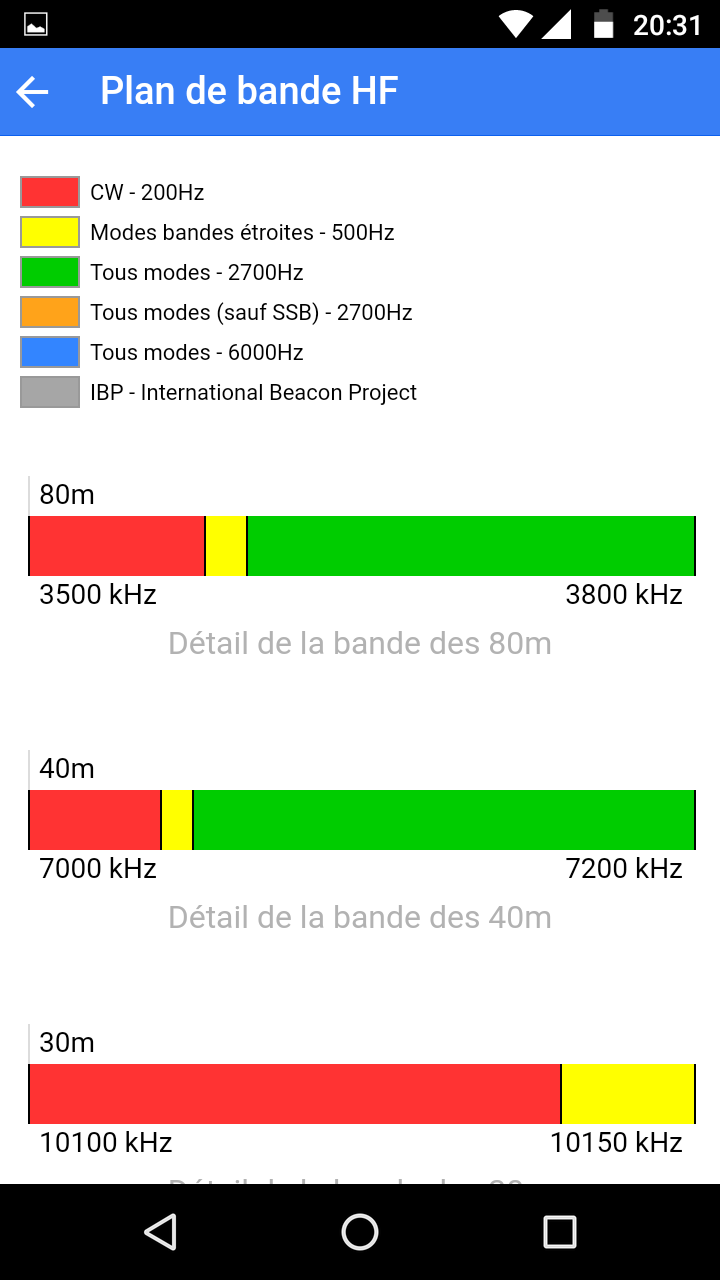 20:31
Plan de bande HF
CW - 200Hz
Modes bandes étroites - 500Hz
Tous modes - 2700Hz
Tous modes (sauf SSB) - 2700Hz
Tous modes - 6000Hz
IBP - International Beacon Project
80m
3500 kHz 3800 kHz
Détail de la bande des 80m
40m
7000 kHz 7200 kHz
Détail de la bande des 40m
30m
10100 kHz 10150 kHz